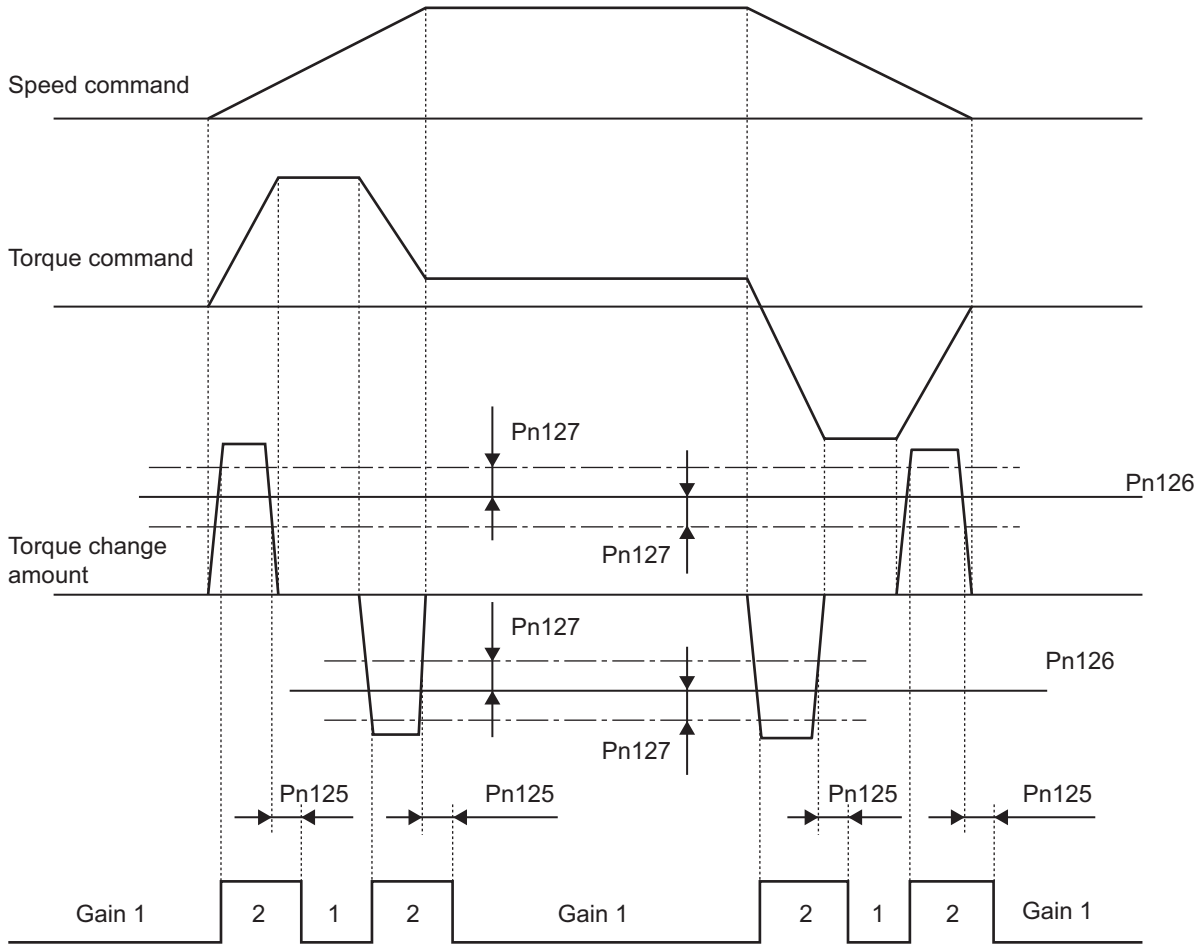 Speed command
Torque command
Pn127
Pn126
Pn127
Torque change
amount
Pn127
Pn126
Pn127
Pn125
Pn125
Pn125
Pn125
Gain 1
2
1
2
Gain 1
2
1
2
Gain 1